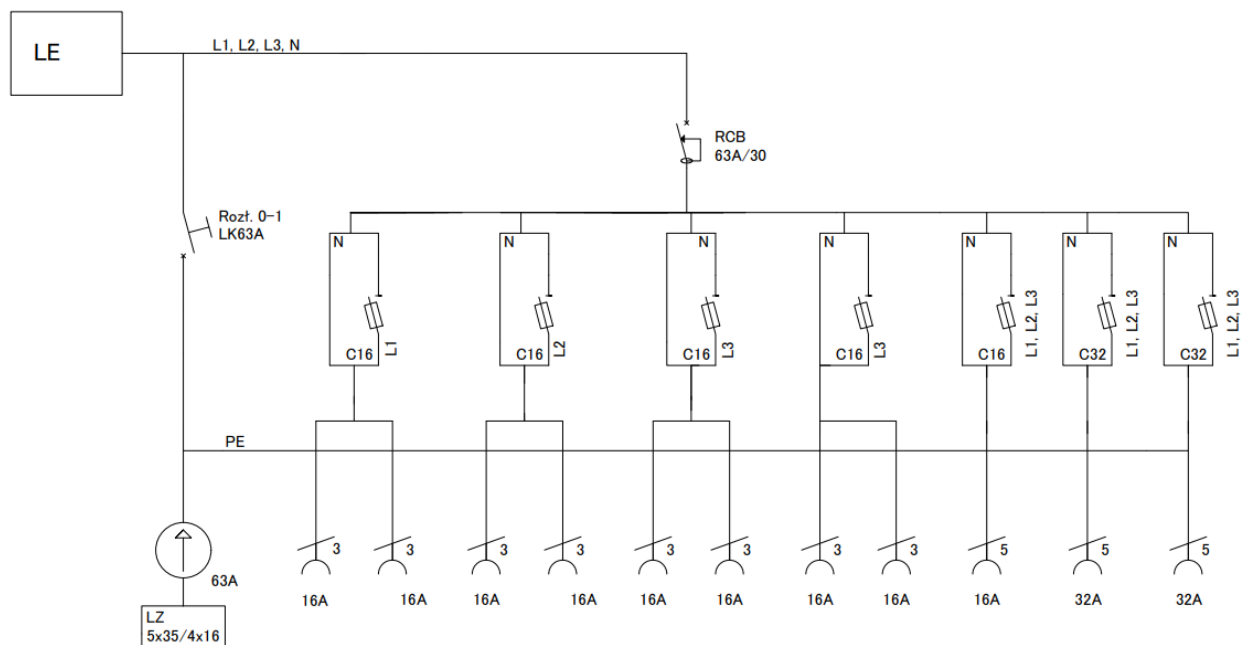 LE
L1, L2, L3, N
RCB
63A/30
Rozł. 0-1
LK63A
N
N
N
N
N
N
N
L1
L2
L3
L3
L1, L2, L3
L1, L2, L3
L1, L2, L3
C16
C16
C16
C16
C16
C32
C32
PE
3
3
3
3
3
3
3
3
5
5
5
63A
16A
16A
16A
16A
16A
16A
16A
16A
16A
32A
32A
LZ
5x35/4x16